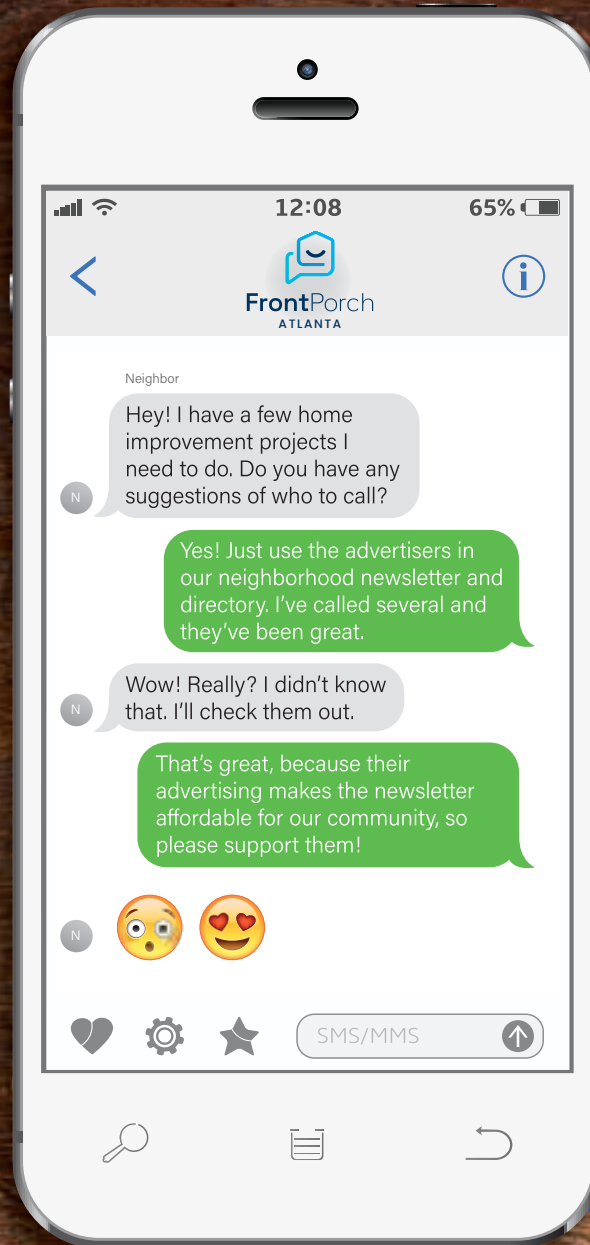 12:08
65%
FrontPorch
ATLANTA
i
Neighbor
Hey! I have a few home
improvement projects I
need to do. Do you have any
suggestions of who to call?
N
Yes! Just use the advertisers in
our neighborhood newsletter and
directory. I’ve called several and
they’ve been great.
Wow! Really? I didn’t know
that. I’ll check them out.
N
That’s great, because their
advertising makes the newsletter
affordable for our community, so
please support them!
N
SMS/MMS